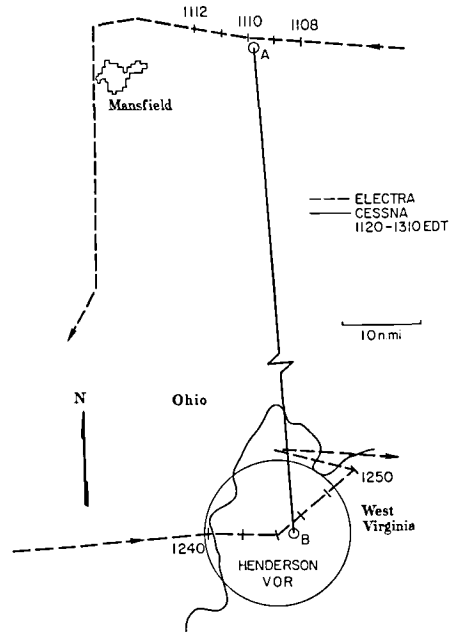 1112
1110
1108
A
Mansfield
ELECTRA
CESSNA
1120-1310 EDT
10 n.mi
N
Ohio
1250
West
Virginia
1240
B
HENDERSON
VOR